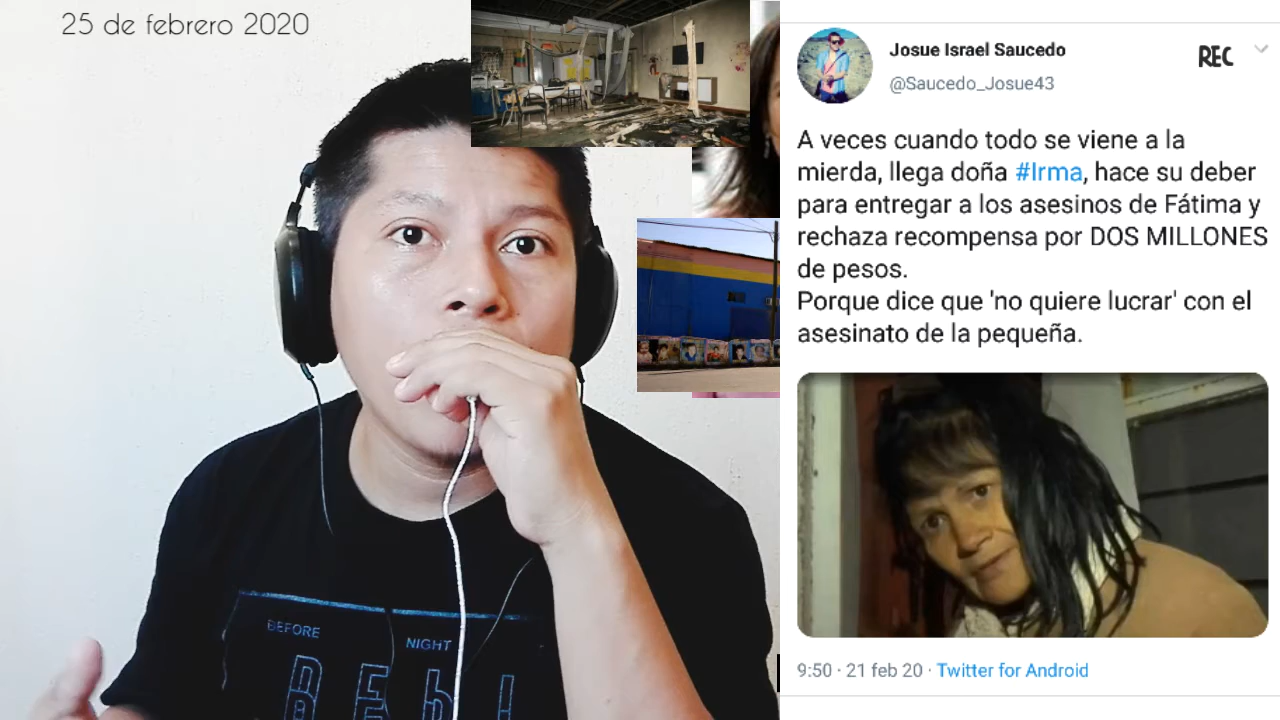 25 de febrero 2020
BEFORE
NIGHT
Josue Israel Saucedo
REC
@Saucedo_Josue43
A veces cuando todo se viene a la
mierda, llega doña #Irma, hace su deber
para entregar a los asesinos de Fátima y
rechaza recompensa por DOS MILLONES
de pesos.
Porque dice que 'no quiere lucrar' con el
asesinato de la pequeña.
9:50 · 21 feb 20 · Twitter for Android